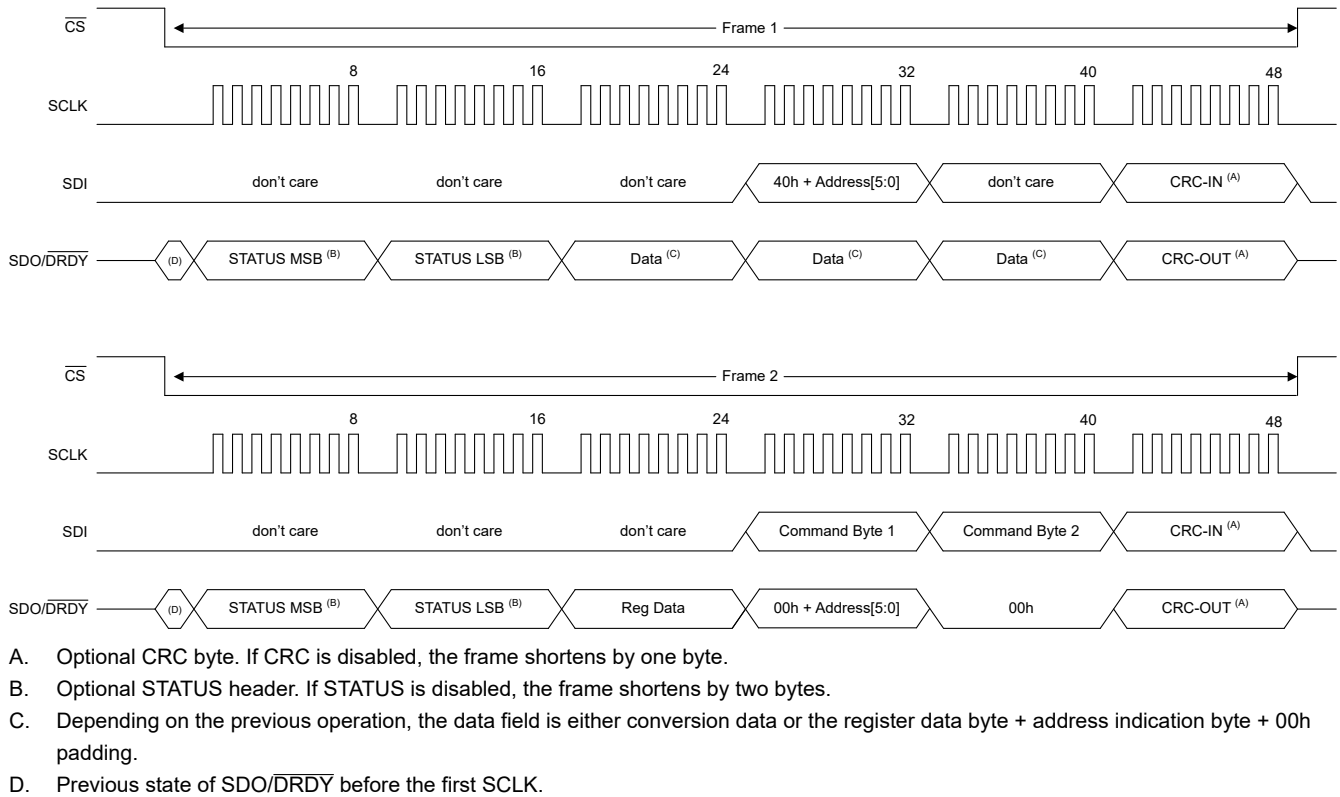 CS
Frame 1
8 16 24 32 40 48
SCLK
SDI don't care don't care don't care 40h + Address[5:0] don't care CRC-IN (A)
SDO/DRDY (D) STATUS MSB (B) STATUS LSB (B) Data (C) Data (C) Data (C) CRC-OUT (A)
CS
Frame 2
8 16 24 32 40 48
SCLK
SDI don't care don't care don't care Command Byte 1 Command Byte 2 CRC-IN (A)
SDO/DRDY (D) STATUS MSB (B) STATUS LSB (B) Reg Data 00h + Address[5:0] 00h CRC-OUT (A)
A. Optional CRC byte. If CRC is disabled, the frame shortens by one byte.
B. Optional STATUS header. If STATUS is disabled, the frame shortens by two bytes.
C. Depending on the previous operation, the data field is either conversion data or the register data byte + address indication byte + 00h
padding.
D. Previous state of SDO/DRDY before the first SCLK.